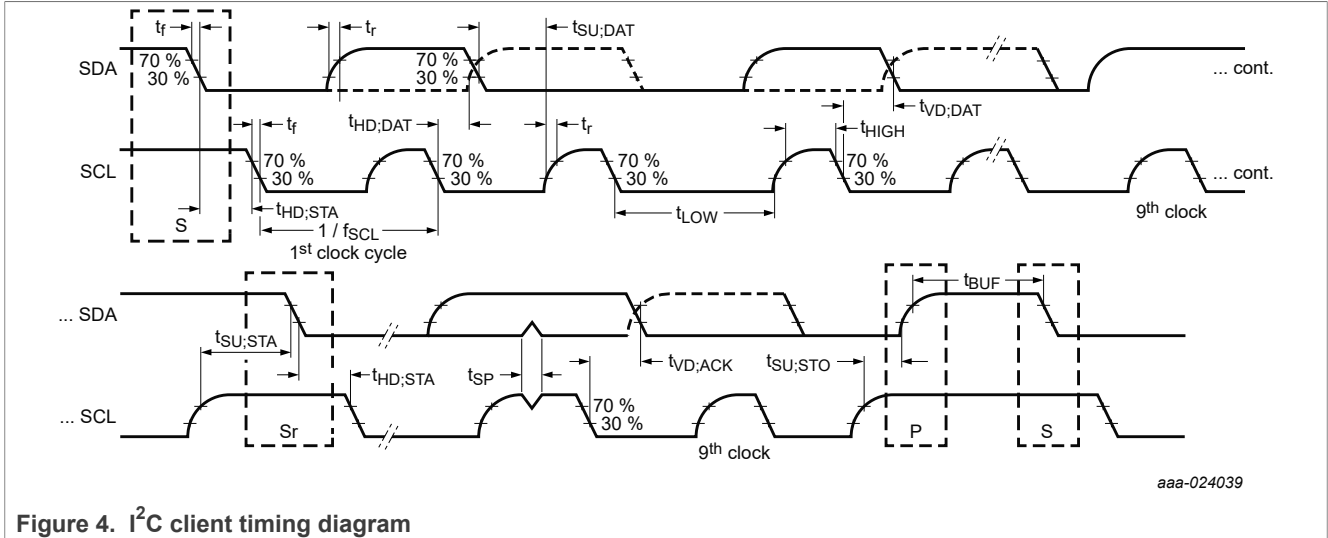 tf
tr
tSU;DAT
SDA
70 %
30 %
70 %
30 %
... cont.
tf
tHD;DAT
tr
tVD;DAT
tHIGH
SCL
70 %
30 %
70 %
30 %
70 %
30 %
70 %
30 %
... cont.
tHD;STA
S
1 / fSCL
1st clock cycle
tLOW
9th clock
tBUF
... SDA
tSU;STA
tHD;STA
tSP
tVD;ACK
tSU;STO
... SCL
70 %
30 %
Sr
9th clock
P
S
aaa-024039
Figure 4. I²C client timing diagram